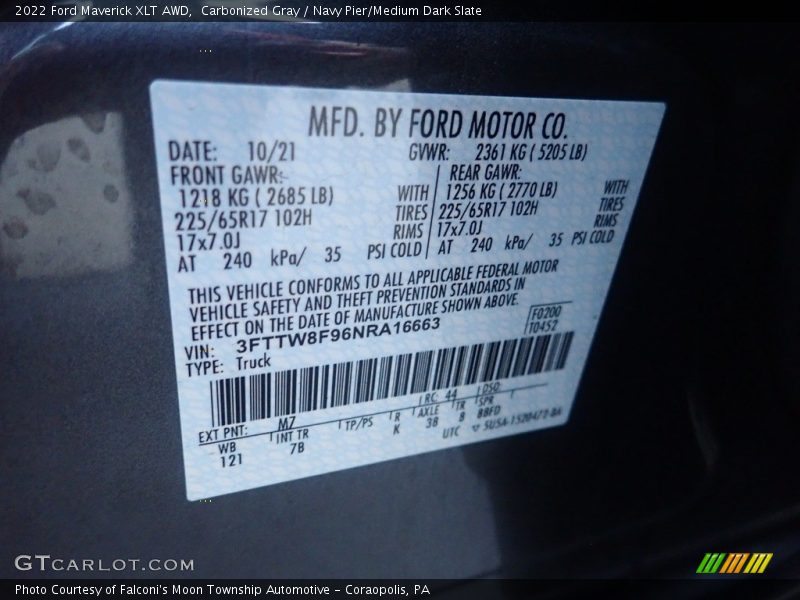 2022 Ford Maverick XLT AWD,  Carbonized Gray / Navy Pier/Medium Dark Slate
MFD. BY FORD MOTOR CO.
DATE: 10/21 GVWR: 2361 KG ( 5205 LB)
FRONT GAWR: REAR GAWR:
1218 KG ( 2685 LB) WITH 1256 KG ( 2770 LB) WITH
225/65R17 102H TIRES 225/65R17 102H TIRES
17x7.0J RIMS 17x7.0J RIMS
AT 240 kPa/ 35 PSI COLD AT 240 kPa/ 35 PSI COLD
THIS VEHICLE CONFORMS TO ALL APPLICABLE FEDERAL MOTOR
VEHICLE SAFETY AND THEFT PREVENTION STANDARDS IN
EFFECT ON THE DATE OF MANUFACTURE SHOWN ABOVE.
F0200
T0452
VIN: 3FTTW8F96NRA16663
TYPE: Truck
EXT PNT: M7 RC: 44 DSO:
WB INT TR TP/PS R AXLE TR SPR
121 7B K 38 8 BBFD
UTC
GTCARLOT.COM
Photo Courtesy of Falconi's Moon Township Automotive - Coraopolis, PA